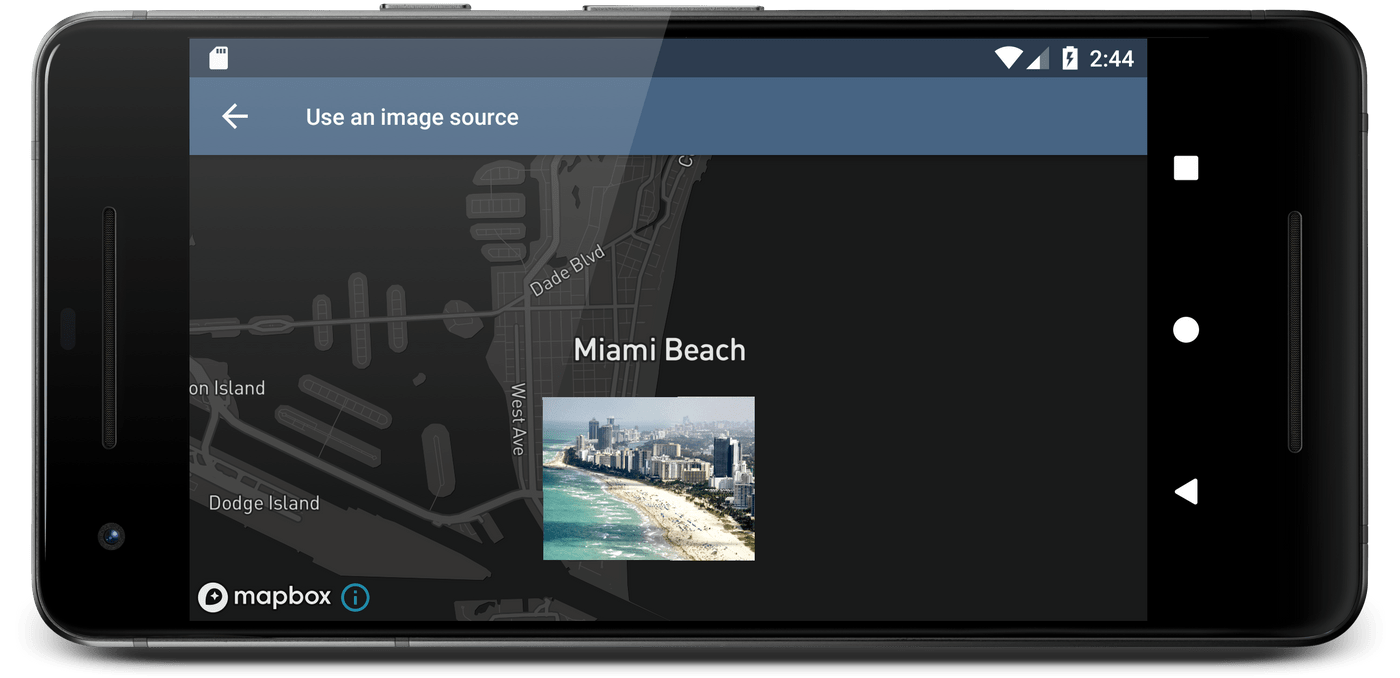 2:44
Use an image source
C
Dade Blvd
Miami Beach
on Island
West Ave
Dodge Island
mapbox